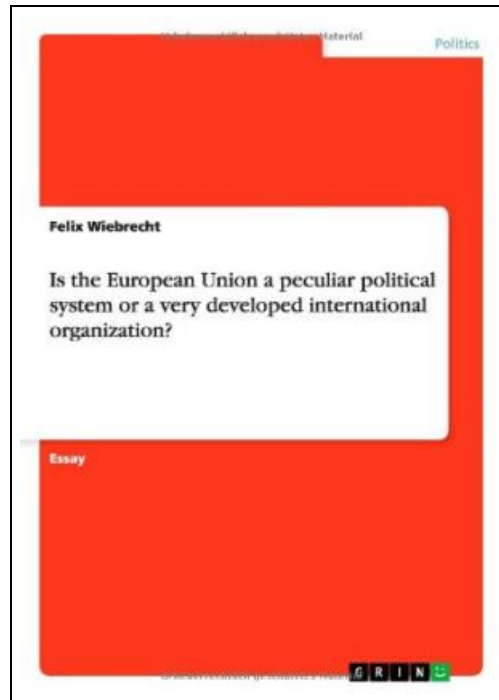 Politics
Felix Wiebrecht
Is the European Union a peculiar political
system or a very developed international
organization?
Essay
GRIN